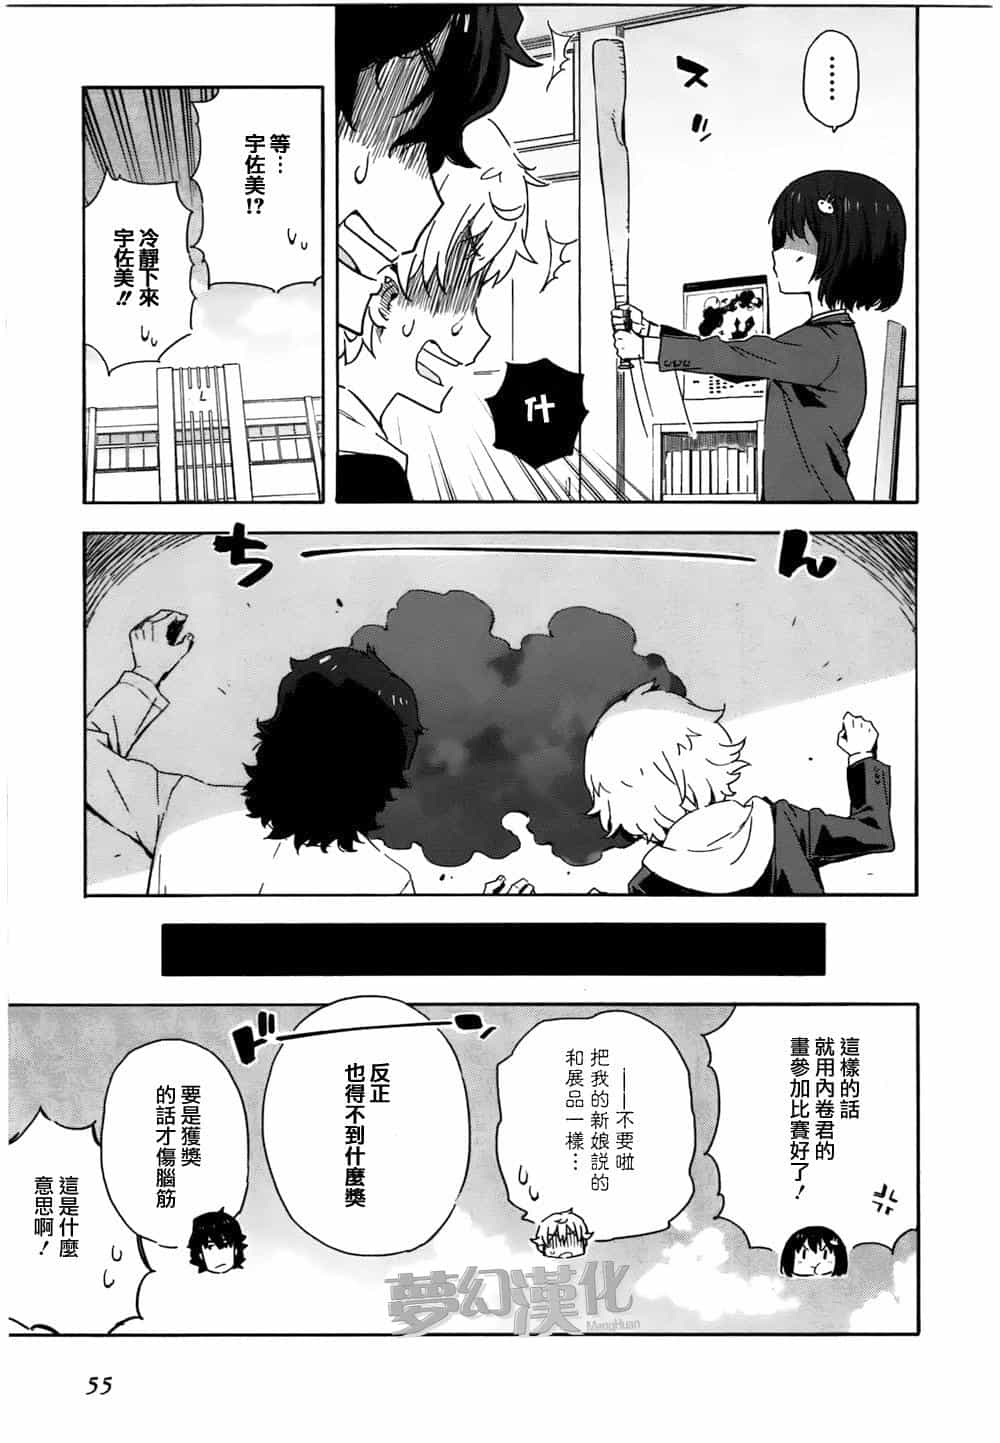 ……
ス
ッ
什
等…
宇佐美!?
冷靜下來
宇佐美!!
ち
ん
這樣的話
就用內卷君的
畫參加比賽好了!
——不要啦
把我的新娘説的
和展品一樣…
反正
也得不到什麼獎
要是獲獎
的話才傷腦筋
這是什麼
意思啊!
夢幻漢化
MengHuan
55